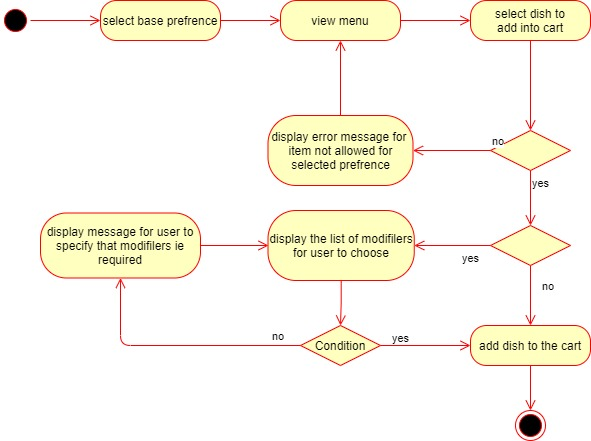 select base prefrence
view menu
select dish to
add into cart
display error message for
item not allowed for
selected prefrence
no
yes
display message for user to
specify that modifilers ie
required
display the list of modifilers
for user to choose
yes
no
no
Condition
yes
add dish to the cart